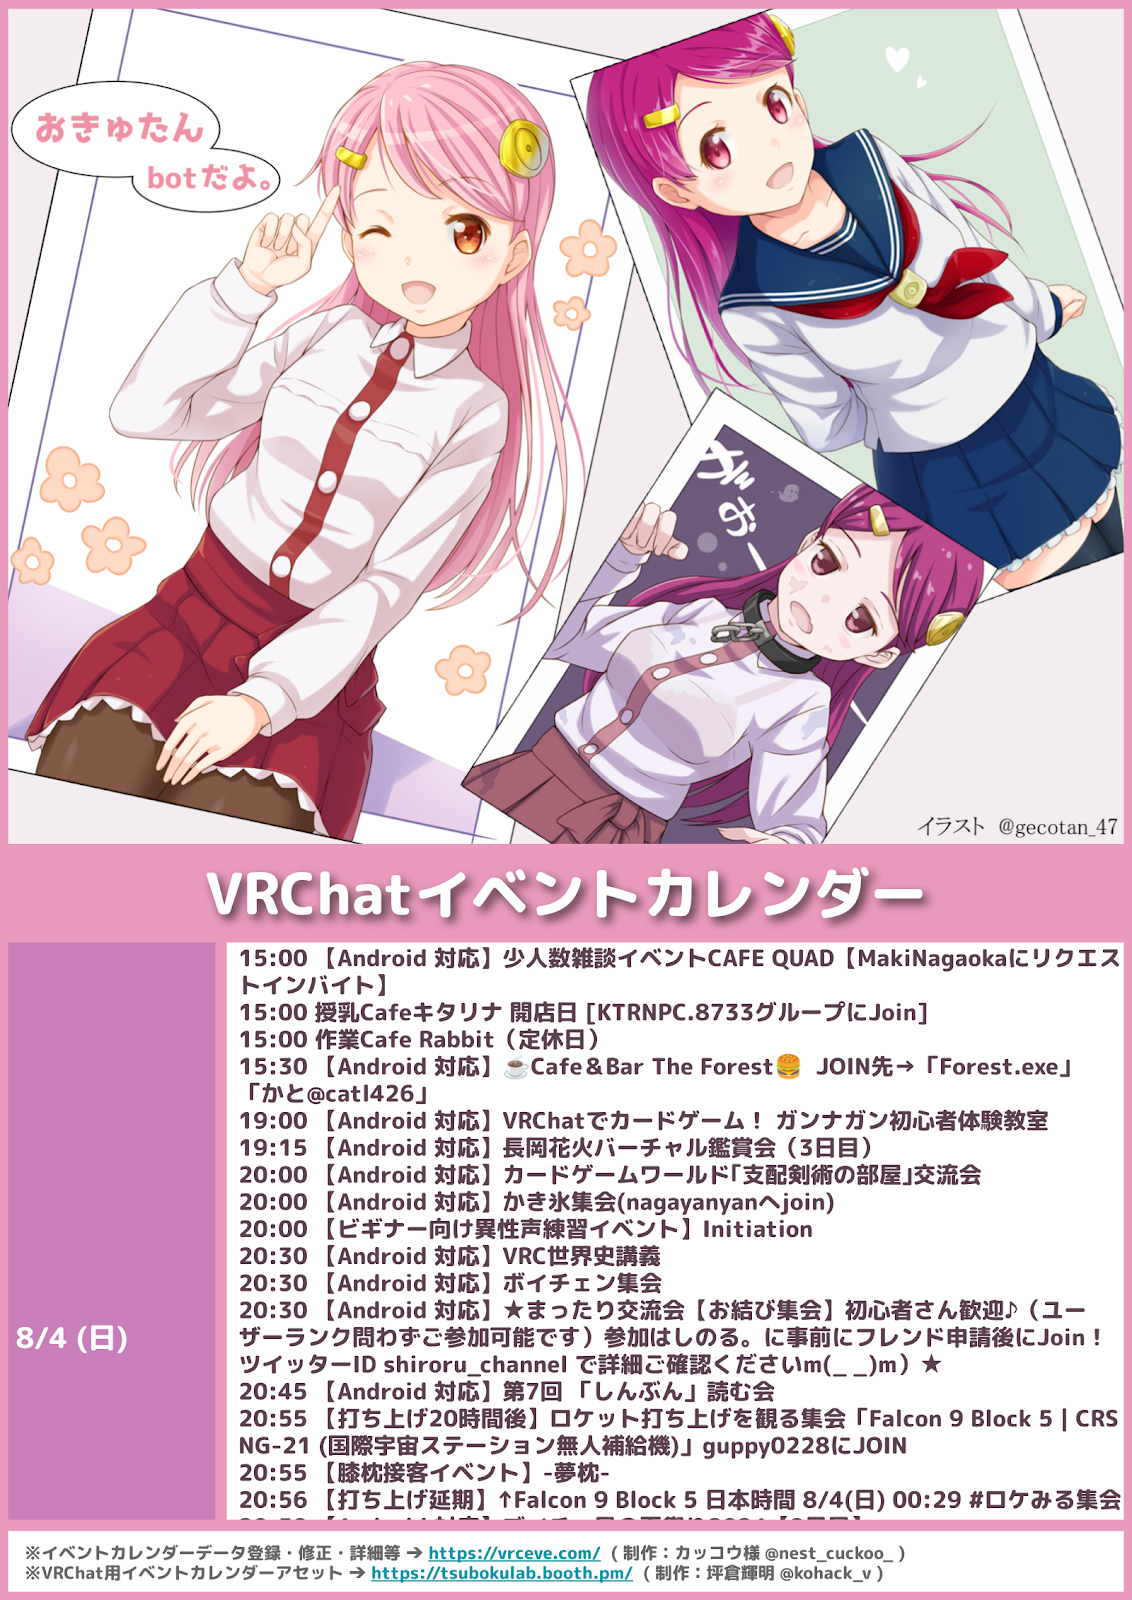 おきゅたん
botだよ。
がおー
イラスト @gecotan_47
VRChatイベントカレンダー
8/4 (日)
15:00 【Android 対応】少人数雑談イベントCAFE QUAD【MakiNagaokaにリクエス
トインバイト】
15:00 授乳Cafeキタリナ 開店日 [KTRNPC.8733グループにJoin]
15:00 作業Cafe Rabbit（定休日）
15:30 【Android 対応】☕Cafe＆Bar The Forest🍔 JOIN先→「Forest.exe」
「かと@catl426」
19:00 【Android 対応】VRChatでカードゲーム！ ガンナガン初心者体験教室
19:15 【Android 対応】長岡花火バーチャル鑑賞会（3日目）
20:00 【Android 対応】カードゲームワールド｢支配剣術の部屋｣交流会
20:00 【Android 対応】かき氷集会(nagayanyanへjoin)
20:00 【ビギナー向け異性声練習イベント】Initiation
20:30 【Android 対応】VRC世界史講義
20:30 【Android 対応】ボイチェン集会
20:30 【Android 対応】★まったり交流会【お結び集会】初心者さん歓迎♪（ユー
ザーランク問わずご参加可能です）参加はしのる。に事前にフレンド申請後にJoin！
ツイッターID shiroru_channel で詳細ご確認くださいm(_ _)m）★
20:45 【Android 対応】第7回 「しんぶん」読む会
20:55 【打ち上げ20時間後】ロケット打ち上げを観る集会「Falcon 9 Block 5 | CRS
NG-21 (国際宇宙ステーション無人補給機)」guppy0228にJOIN
20:55 【膝枕接客イベント】-夢枕-
20:56 【打ち上げ延期】↑Falcon 9 Block 5 日本時間 8/4(日) 00:29 #ロケみる集会
※イベントカレンダーデータ登録・修正・詳細等 → https://vrceve.com/ ( 制作：カッコウ様 @nest_cuckoo_ )
※VRChat用イベントカレンダーアセット → https://tsubokulab.booth.pm/ ( 制作：坪倉輝明 @kohack_v )